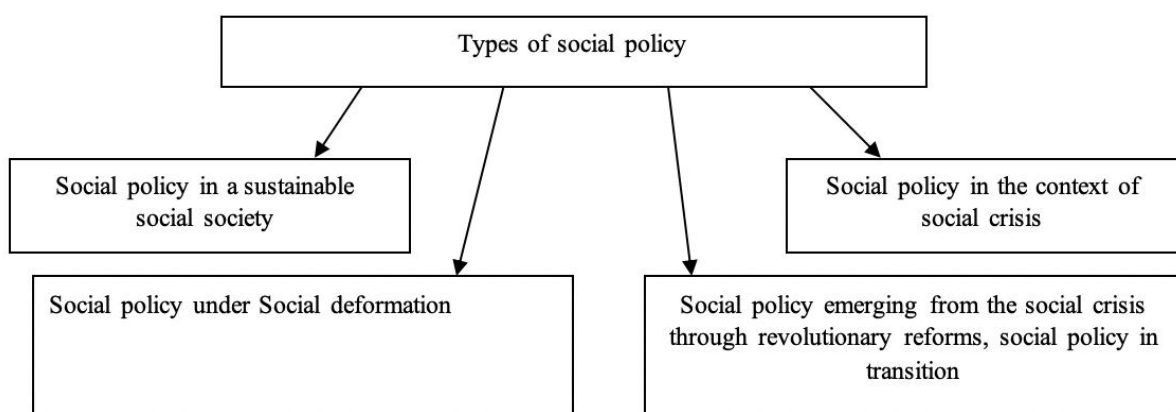 Types of social policy
Social policy in a sustainable
social society
Social policy in the context of
social crisis
Social policy under Social deformation
Social policy emerging from the social crisis
through revolutionary reforms, social policy in
transition